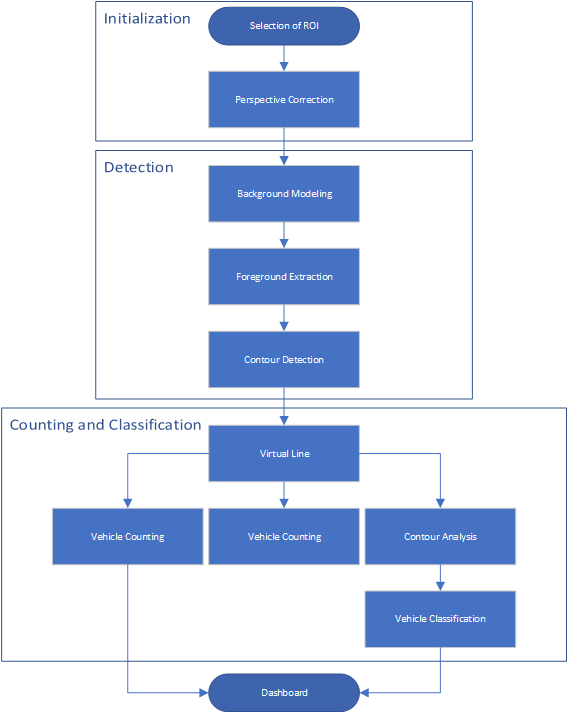 Initialization
Selection of ROI
Perspective Correction
Detection
Background Modeling
Foreground Extraction
Contour Detection
Counting and Classification
Virtual Line
Vehicle Counting
Vehicle Counting
Contour Analysis
Vehicle Classification
Dashboard